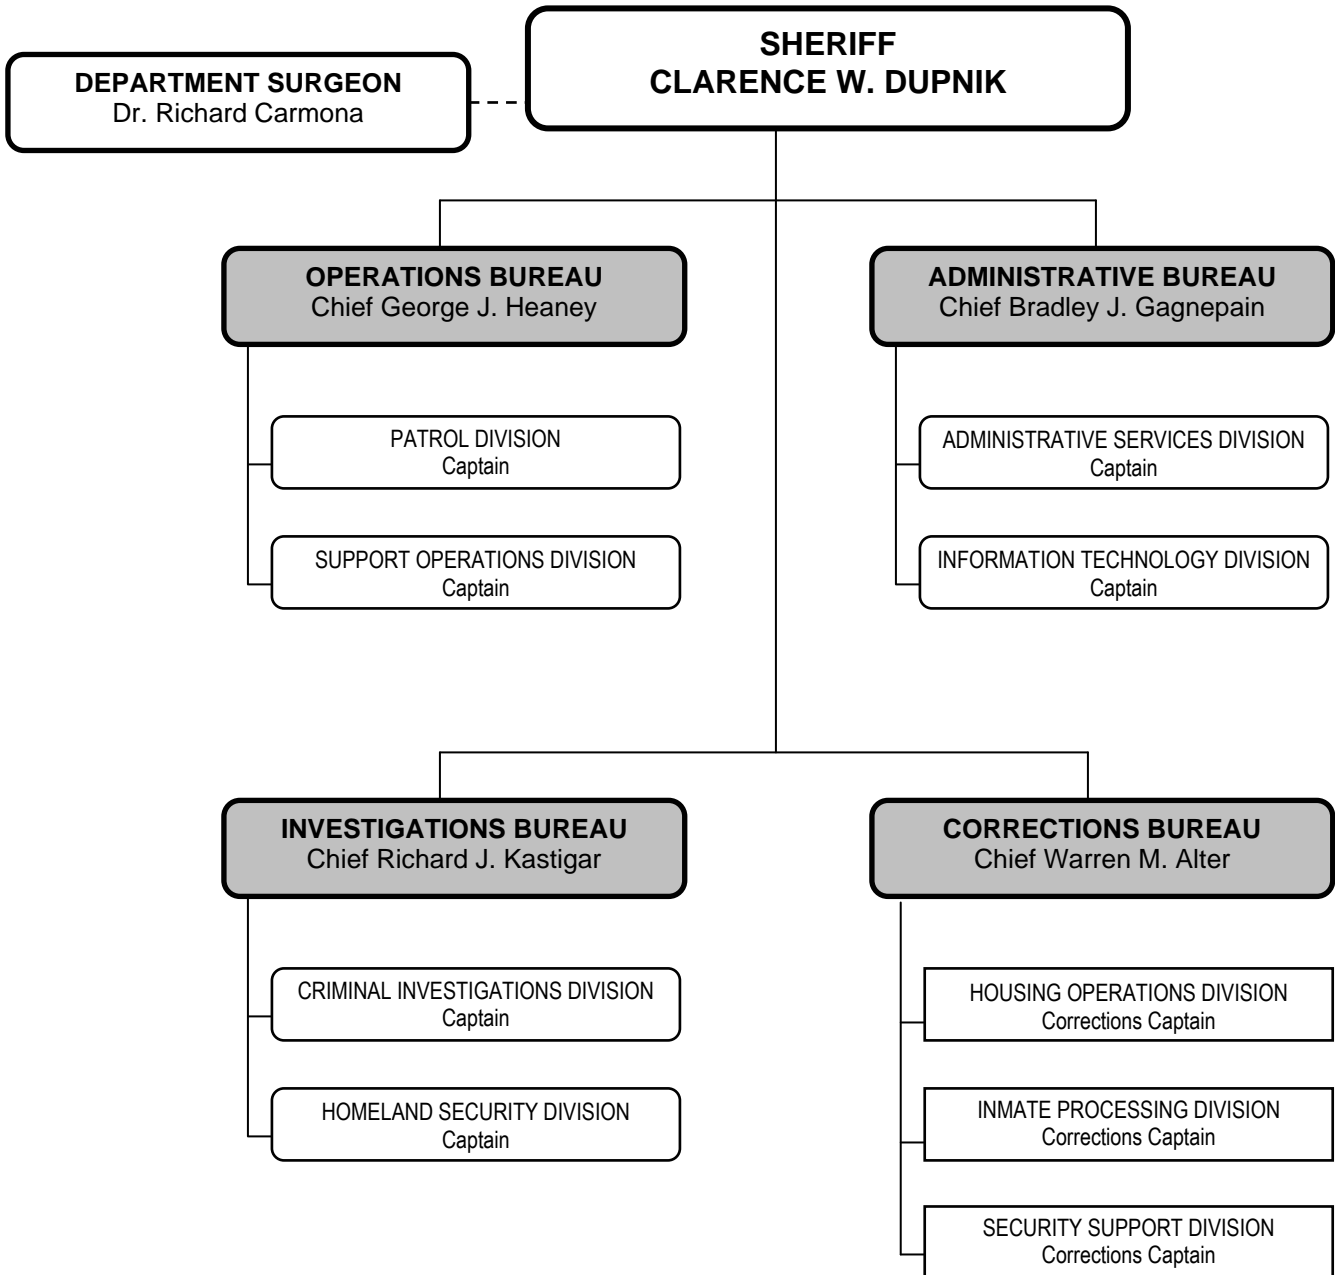 SHERIFF
CLARENCE W. DUPNIK
DEPARTMENT SURGEON
Dr. Richard Carmona
OPERATIONS BUREAU
Chief George J. Heaney
ADMINISTRATIVE BUREAU
Chief Bradley J. Gagnepain
PATROL DIVISION
Captain
ADMINISTRATIVE SERVICES DIVISION
Captain
SUPPORT OPERATIONS DIVISION
Captain
INFORMATION TECHNOLOGY DIVISION
Captain
INVESTIGATIONS BUREAU
Chief Richard J. Kastigar
CORRECTIONS BUREAU
Chief Warren M. Alter
CRIMINAL INVESTIGATIONS DIVISION
Captain
HOUSING OPERATIONS DIVISION
Corrections Captain
HOMELAND SECURITY DIVISION
Captain
INMATE PROCESSING DIVISION
Corrections Captain
SECURITY SUPPORT DIVISION
Corrections Captain